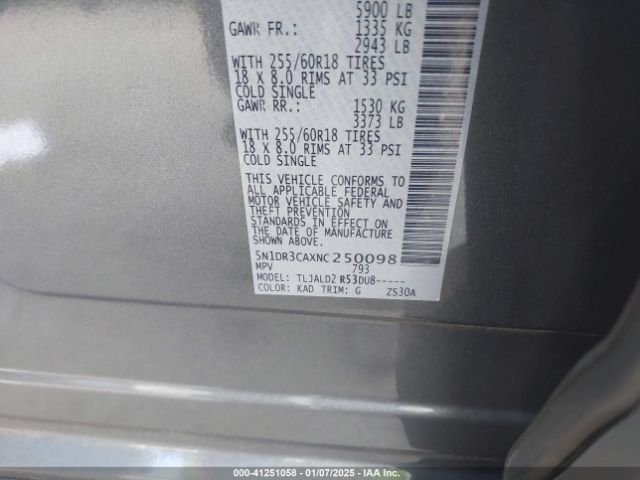 5900 LB
GAWR FR.: 1335 KG
2943 LB
WITH 255/60R18 TIRES
18 X 8.0 RIMS AT 33 PSI
COLD SINGLE
GAWR RR.: 1530 KG
3373 LB
WITH 255/60R18 TIRES
18 X 8.0 RIMS AT 33 PSI
COLD SINGLE
THIS VEHICLE CONFORMS TO
ALL APPLICABLE FEDERAL
MOTOR VEHICLE SAFETY AND
THEFT PREVENTION
STANDARDS IN EFFECT ON
THE DATE OF MANUFACTURE
SHOWN ABOVE.
5N1DR3CAXNC250098
MPV 793
MODEL: TLJALDZ R53DU8-----
COLOR: KAD TRIM: G ZS30A
000-41251058 — 01/07/2025 — IAA Inc.